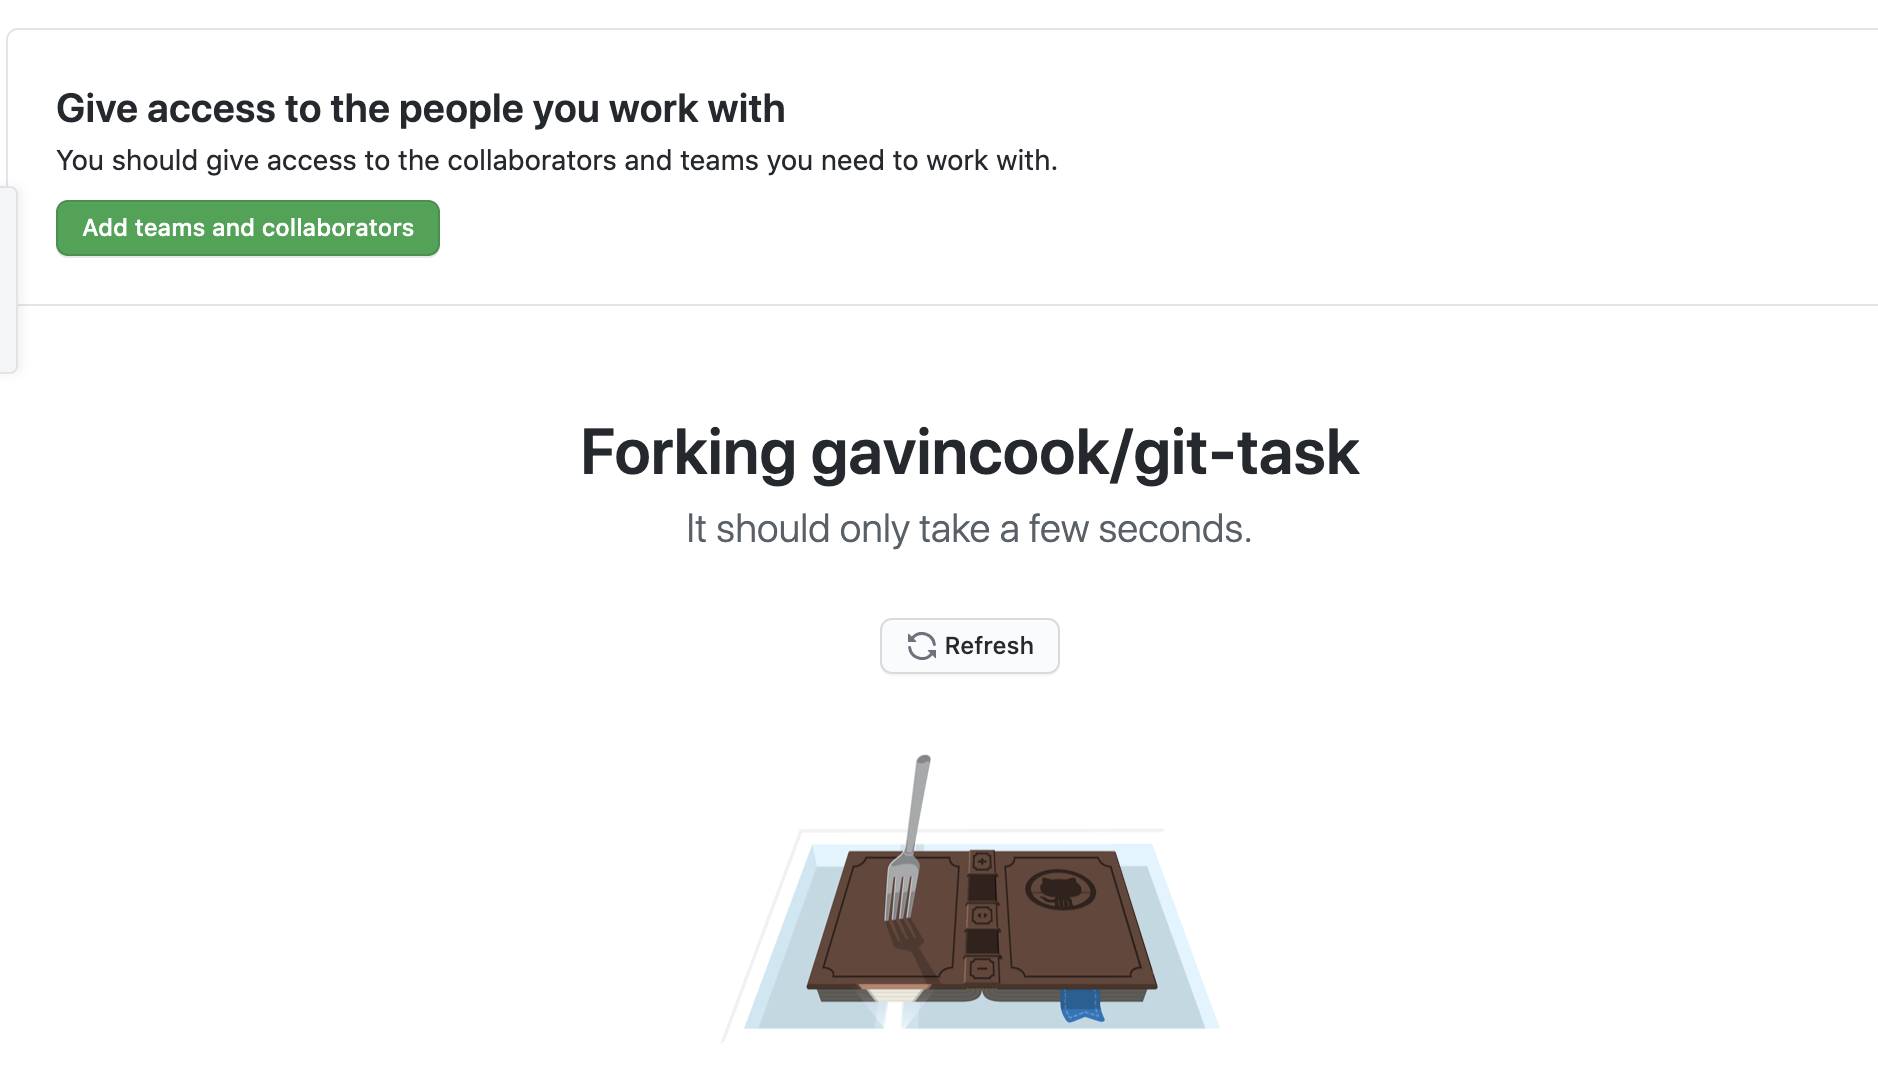 Give access to the people you work with
You should give access to the collaborators and teams you need to work with.
Add teams and collaborators
Forking gavincook/git-task
It should only take a few seconds.
Refresh